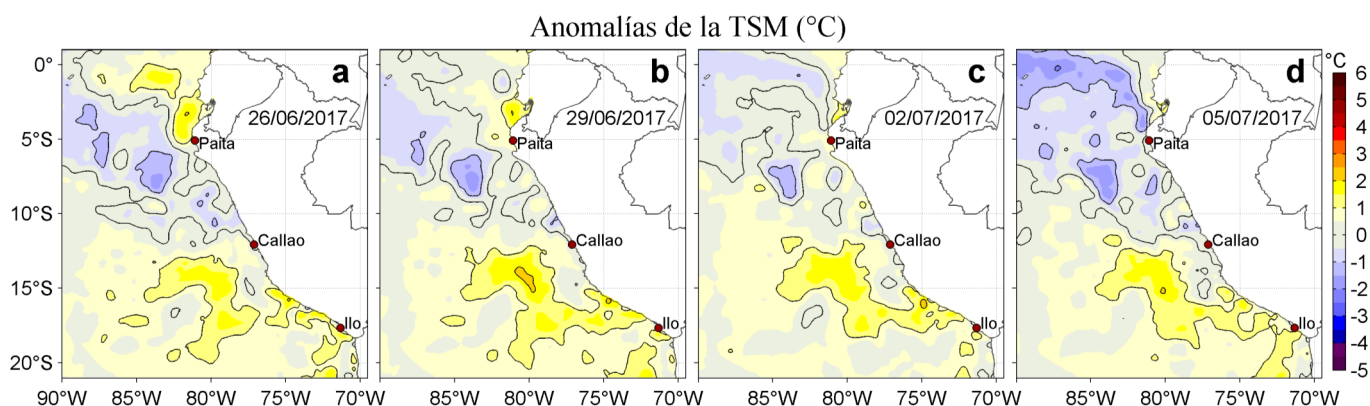 Anomalías de la TSM (°C)
a
b
c
d
°C
0°
5°S
10°S
15°S
20°S
26/06/2017
29/06/2017
02/07/2017
05/07/2017
Paita
Paita
Paita
Paita
Callao
Callao
Callao
Callao
Ilo
Ilo
Ilo
Ilo
6
5
4
3
2
1
0
-1
-2
-3
-4
-5
90°W 85°W 80°W 75°W 70°W
85°W 80°W 75°W 70°W
85°W 80°W 75°W 70°W
85°W 80°W 75°W 70°W